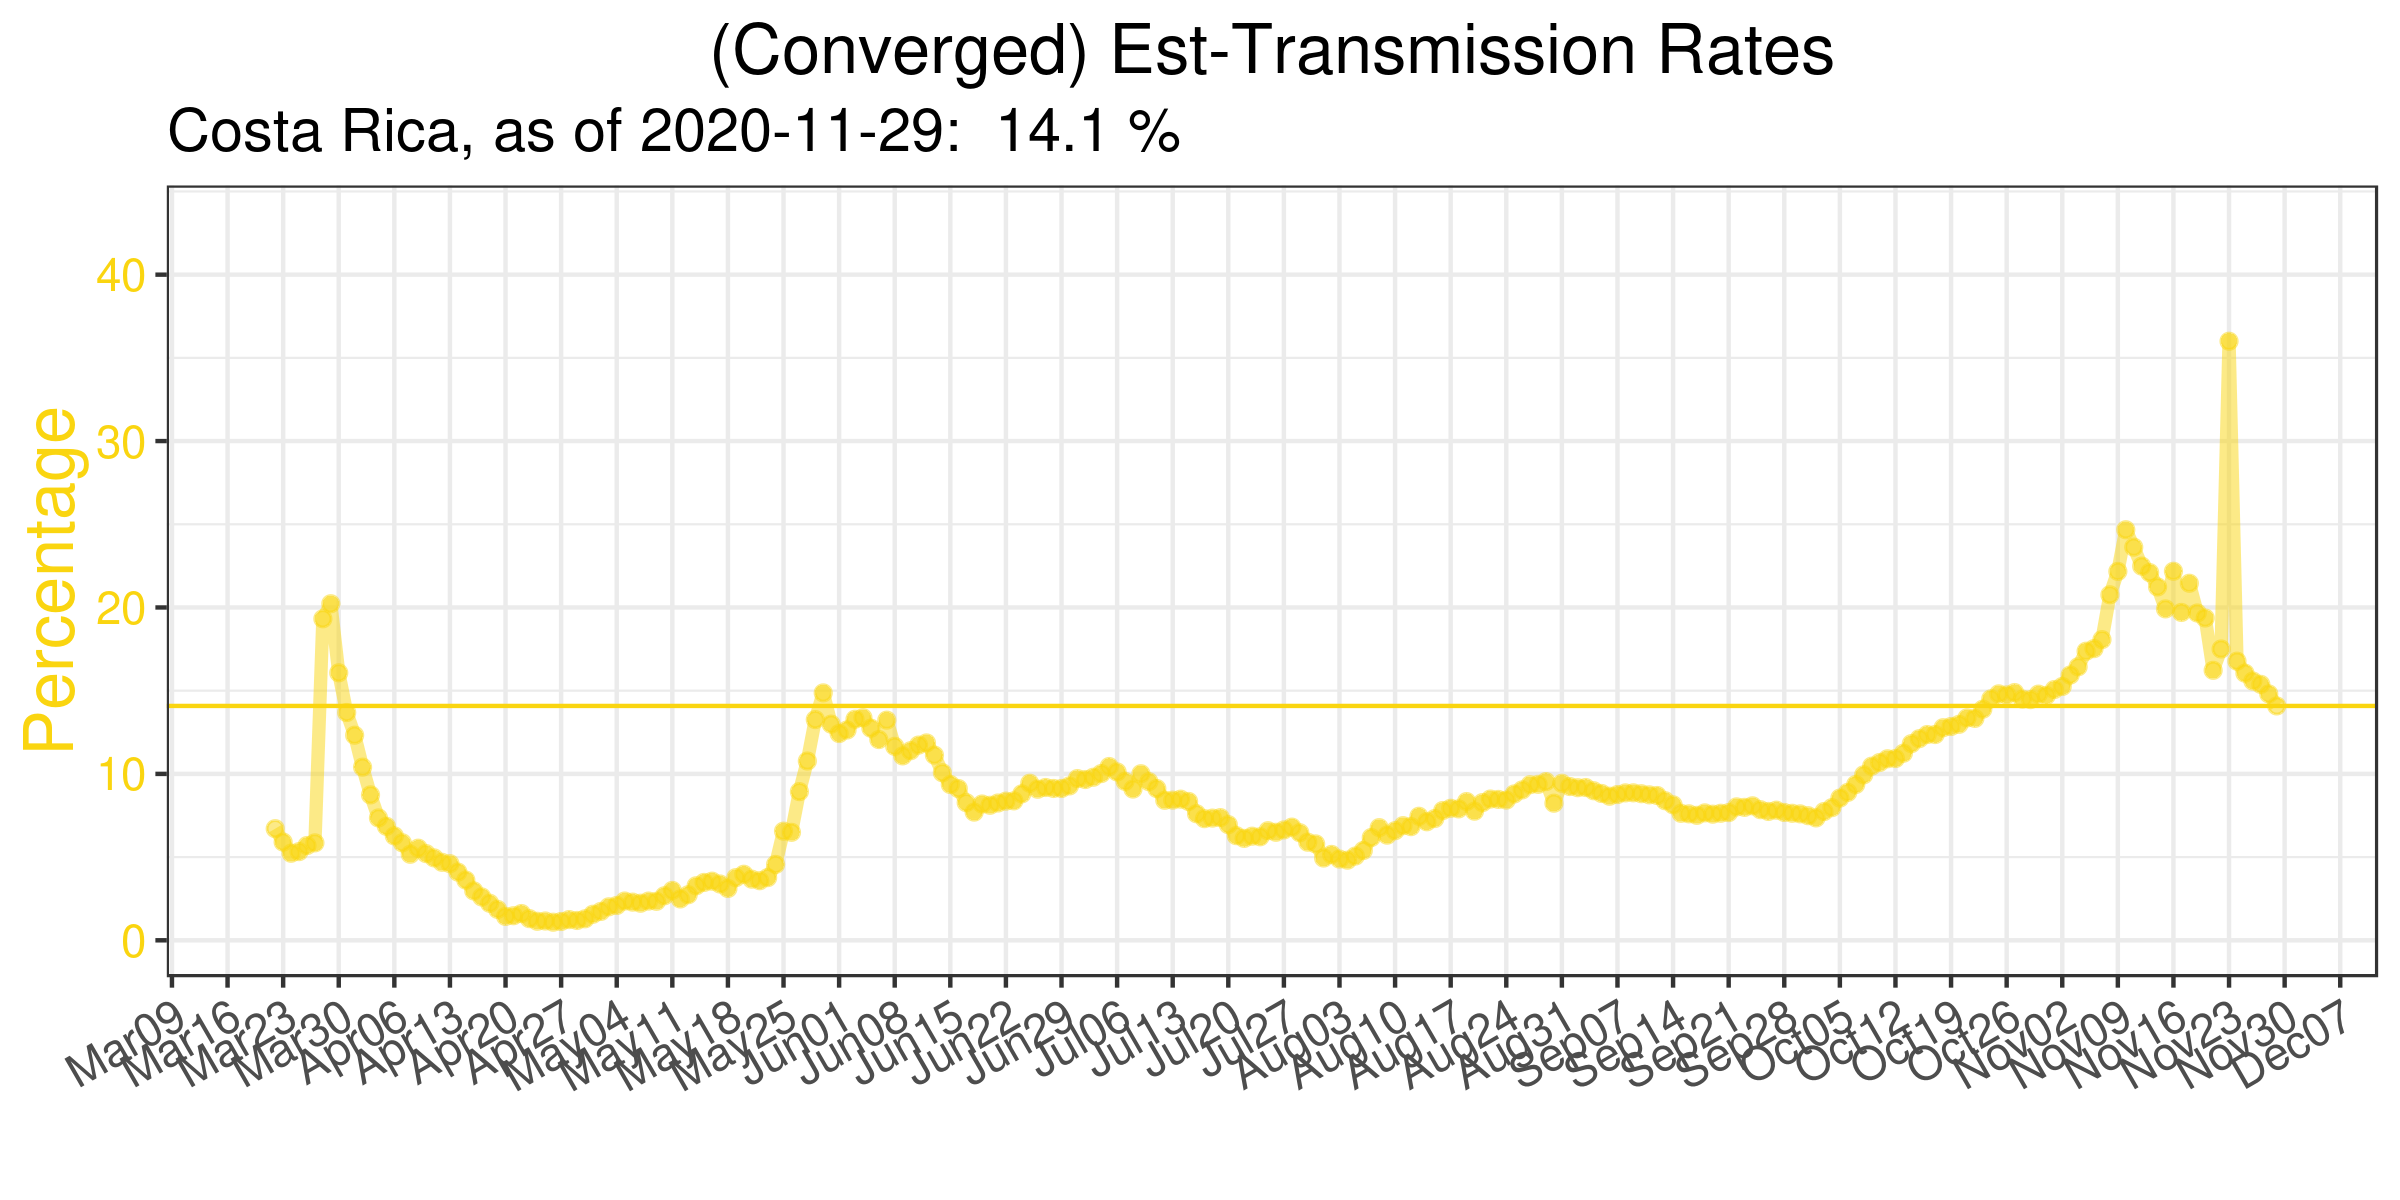 (Converged) Est-Transmission Rates
Costa Rica, as of 2020-11-29:  14.1 %
Percentage
40
30
20
10
0
Mar09
Mar16
Mar23
Mar30
Apr06
Apr13
Apr20
Apr27
May04
May11
May18
May25
Jun01
Jun08
Jun15
Jun22
Jun29
Jul06
Jul13
Jul20
Jul27
Aug03
Aug10
Aug17
Aug24
Aug31
Sep07
Sep14
Sep21
Sep28
Oct05
Oct12
Oct19
Oct26
Nov02
Nov09
Nov16
Nov23
Nov30
Dec07